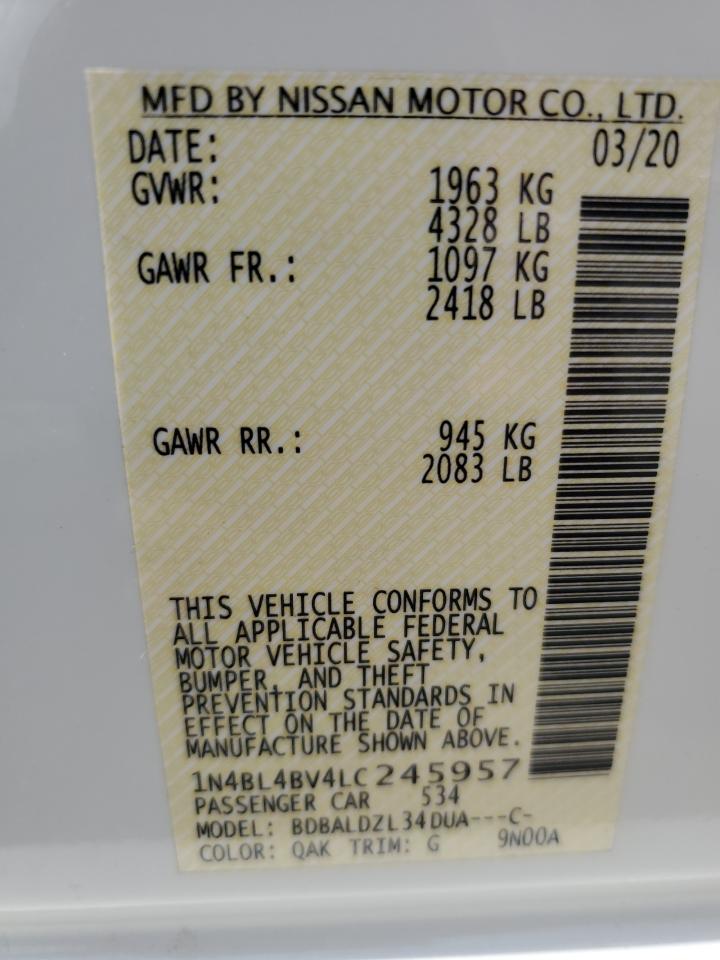 MFD BY NISSAN MOTOR CO., LTD.
DATE: 03/20
GVWR: 1963 KG
4328 LB
GAWR FR.: 1097 KG
2418 LB
GAWR RR.: 945 KG
2083 LB
THIS VEHICLE CONFORMS TO
ALL APPLICABLE FEDERAL
MOTOR VEHICLE SAFETY,
BUMPER, AND THEFT
PREVENTION STANDARDS IN
EFFECT ON THE DATE OF
MANUFACTURE SHOWN ABOVE.
1N4BL4BV4LC245957
PASSENGER CAR 534
MODEL: BDBALDZL34DUA---C-
COLOR: QAK TRIM: G 9N00A